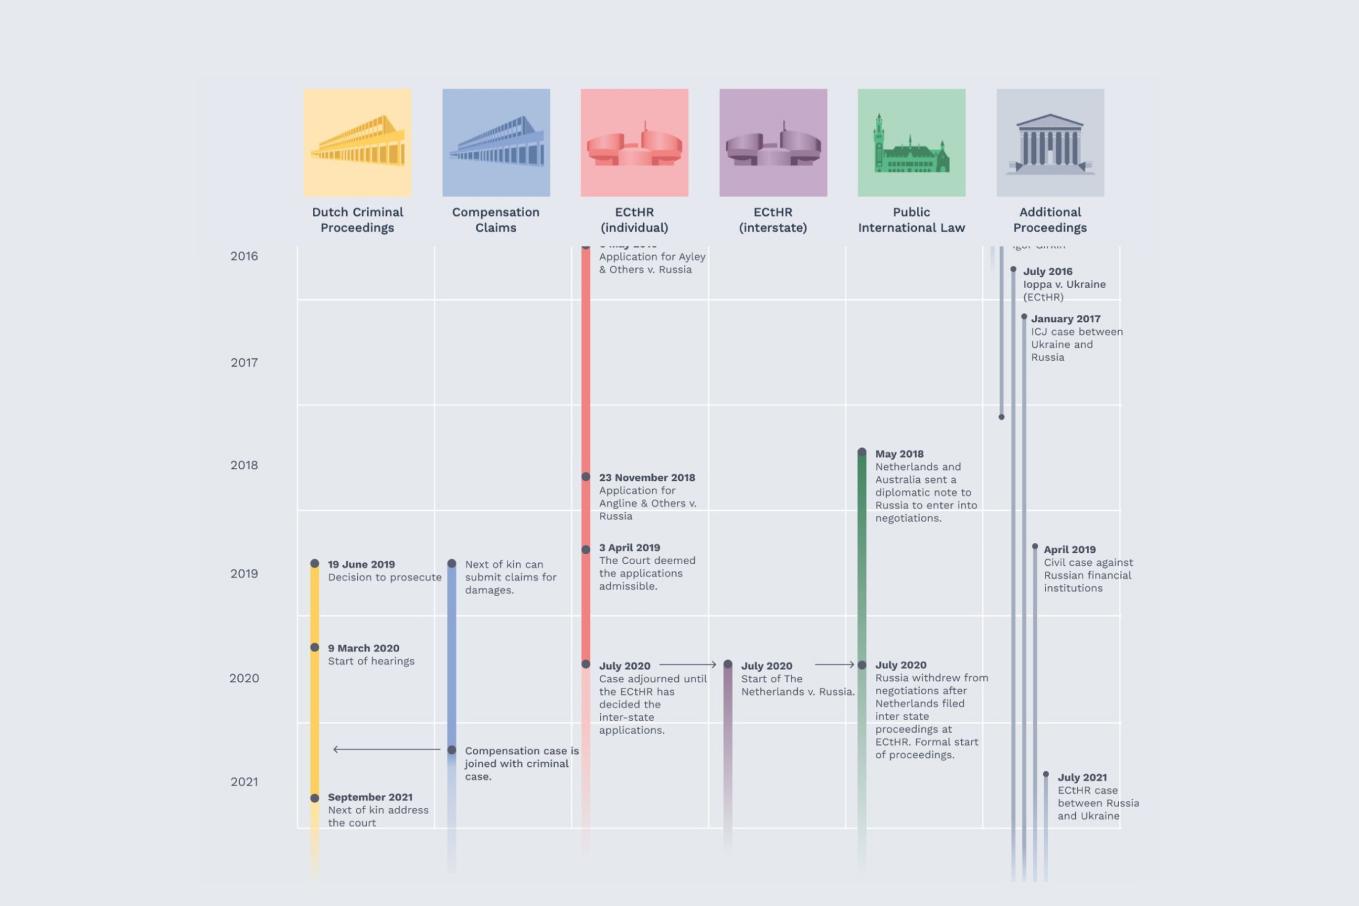 Dutch Criminal
Proceedings
Compensation
Claims
ECtHR
(individual)
ECtHR
(interstate)
Public
International Law
Additional
Proceedings
2016
Application for Ayley
& Others v. Russia
Igor Girkin
July 2016
Ioppa v. Ukraine
(ECtHR)
January 2017
ICJ case between
Ukraine and
Russia
2017
2018
May 2018
Netherlands and
Australia sent a
diplomatic note to
Russia to enter into
negotiations.
23 November 2018
Application for
Angline & Others v.
Russia
3 April 2019
The Court deemed
the applications
admissible.
April 2019
Civil case against
Russian financial
institutions
2019
19 June 2019
Decision to prosecute
Next of kin can
submit claims for
damages.
9 March 2020
Start of hearings
2020
July 2020
Case adjourned until
the ECtHR has
decided the
inter-state
applications.
July 2020
Start of The
Netherlands v. Russia.
July 2020
Russia withdrew from
negotiations after
Netherlands filed
inter state
proceedings at
ECtHR. Formal start
of proceedings.
Compensation case is
joined with criminal
case.
2021
September 2021
Next of kin address
the court
July 2021
ECtHR case
between Russia
and Ukraine